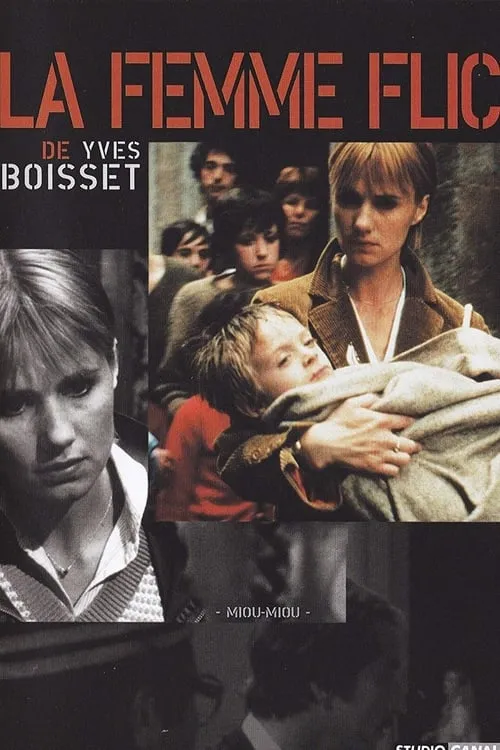 LA FEMME FLIC
DE YVES
BOISSET
- MIOU-MIOU -
STUDIO CANAL